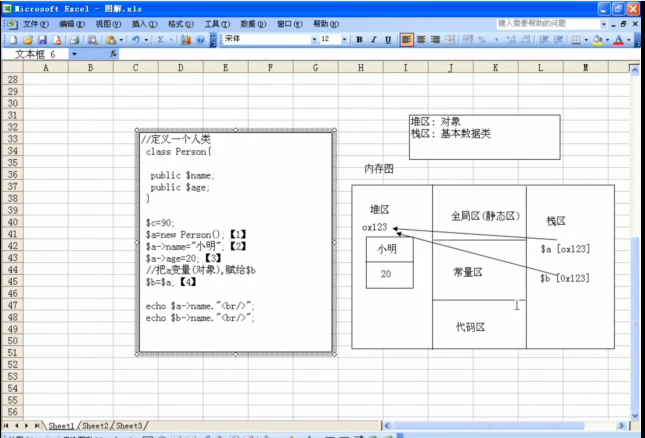 Microsoft Excel - 图解.xls
文件(F) 编辑(E) 视图(V) 插入(I) 格式(O) 工具(T) 数据(D) 窗口(W) 帮助(H) 键入需要帮助的问题
宋体 12 B I U
文本框 6 fx
A B C D E F G H I J K L M
28
29
30
31
32
33
34
35
36
37
38
39
40
41
42
43
44
45
46
47
48
49
50
51
52
53
54
55
56
//定义一个人类
class Person{
public $name;
public $age;
}
$c=90;
$a=new Person();【1】
$a->name="小明";【2】
$a->age=20;【3】
//把a变量(对象),赋给$b
$b=$a;【4】
echo $a->name."<br/>";
echo $b->name."<br/>";
堆区: 对象
栈区: 基本数据类
内存图
堆区
ox123
小明
20
全局区(静态区)
常量区
代码区
栈区
$a [ox123]
$b [0x123]
Sheet1/Sheet2/Sheet3/